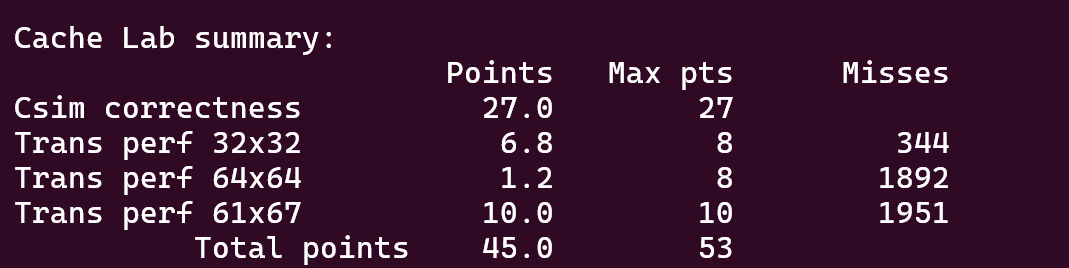 Cache Lab summary:
Points Max pts Misses
Csim correctness 27.0 27
Trans perf 32x32 6.8 8 344
Trans perf 64x64 1.2 8 1892
Trans perf 61x67 10.0 10 1951
Total points 45.0 53